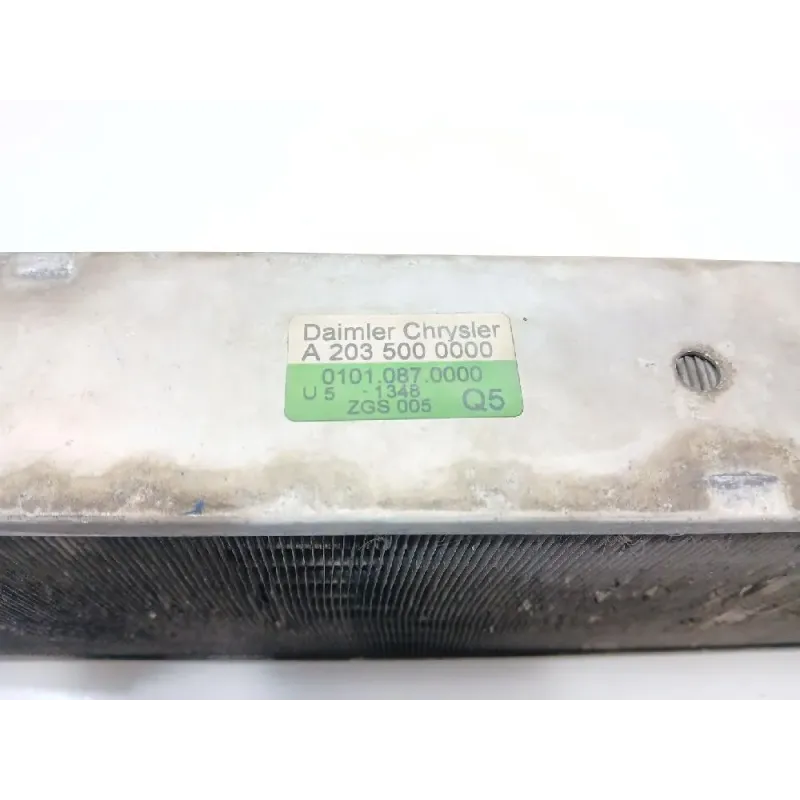 Daimler Chrysler
A 203 500 0000
0101.087.0000
U 5 - 1348
ZGS 005 Q5